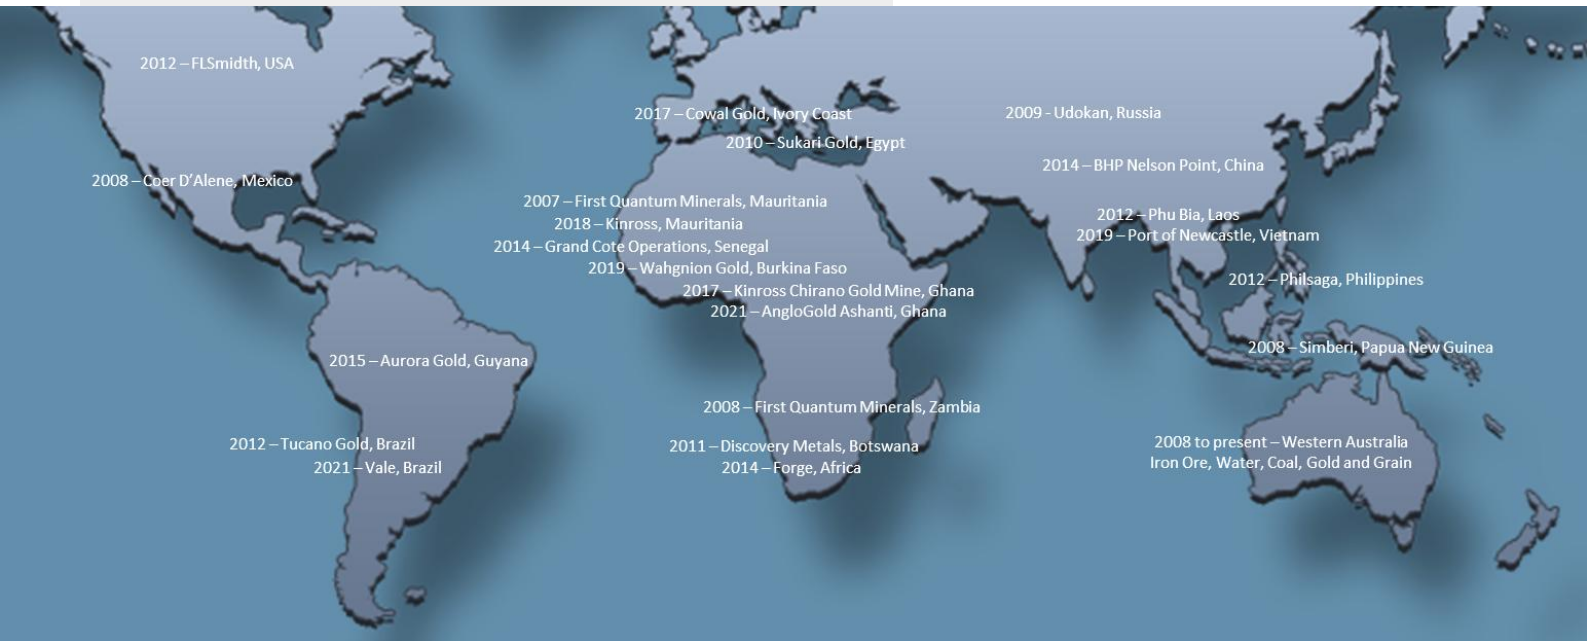 2012 – FLSmidth, USA
2017 – Cowal Gold, Ivory Coast
2009 - Udokan, Russia
2010 – Sukari Gold, Egypt
2014 – BHP Nelson Point, China
2008 – Coer D'Alene, Mexico
2007 – First Quantum Minerals, Mauritania
2018 – Kinross, Mauritania
2014 – Grand Cote Operations, Senegal
2019 – Wahgnion Gold, Burkina Faso
2017 – Kinross Chirano Gold Mine, Ghana
2021 – AngloGold Ashanti, Ghana
2012 – Phu Bia, Laos
2019 – Port of Newcastle, Vietnam
2012 – Philsaga, Philippines
2008 – Simberi, Papua New Guinea
2015 – Aurora Gold, Guyana
2008 – First Quantum Minerals, Zambia
2012 – Tucano Gold, Brazil
2021 – Vale, Brazil
2011 – Discovery Metals, Botswana
2014 – Forge, Africa
2008 to present – Western Australia
Iron Ore, Water, Coal, Gold and Grain